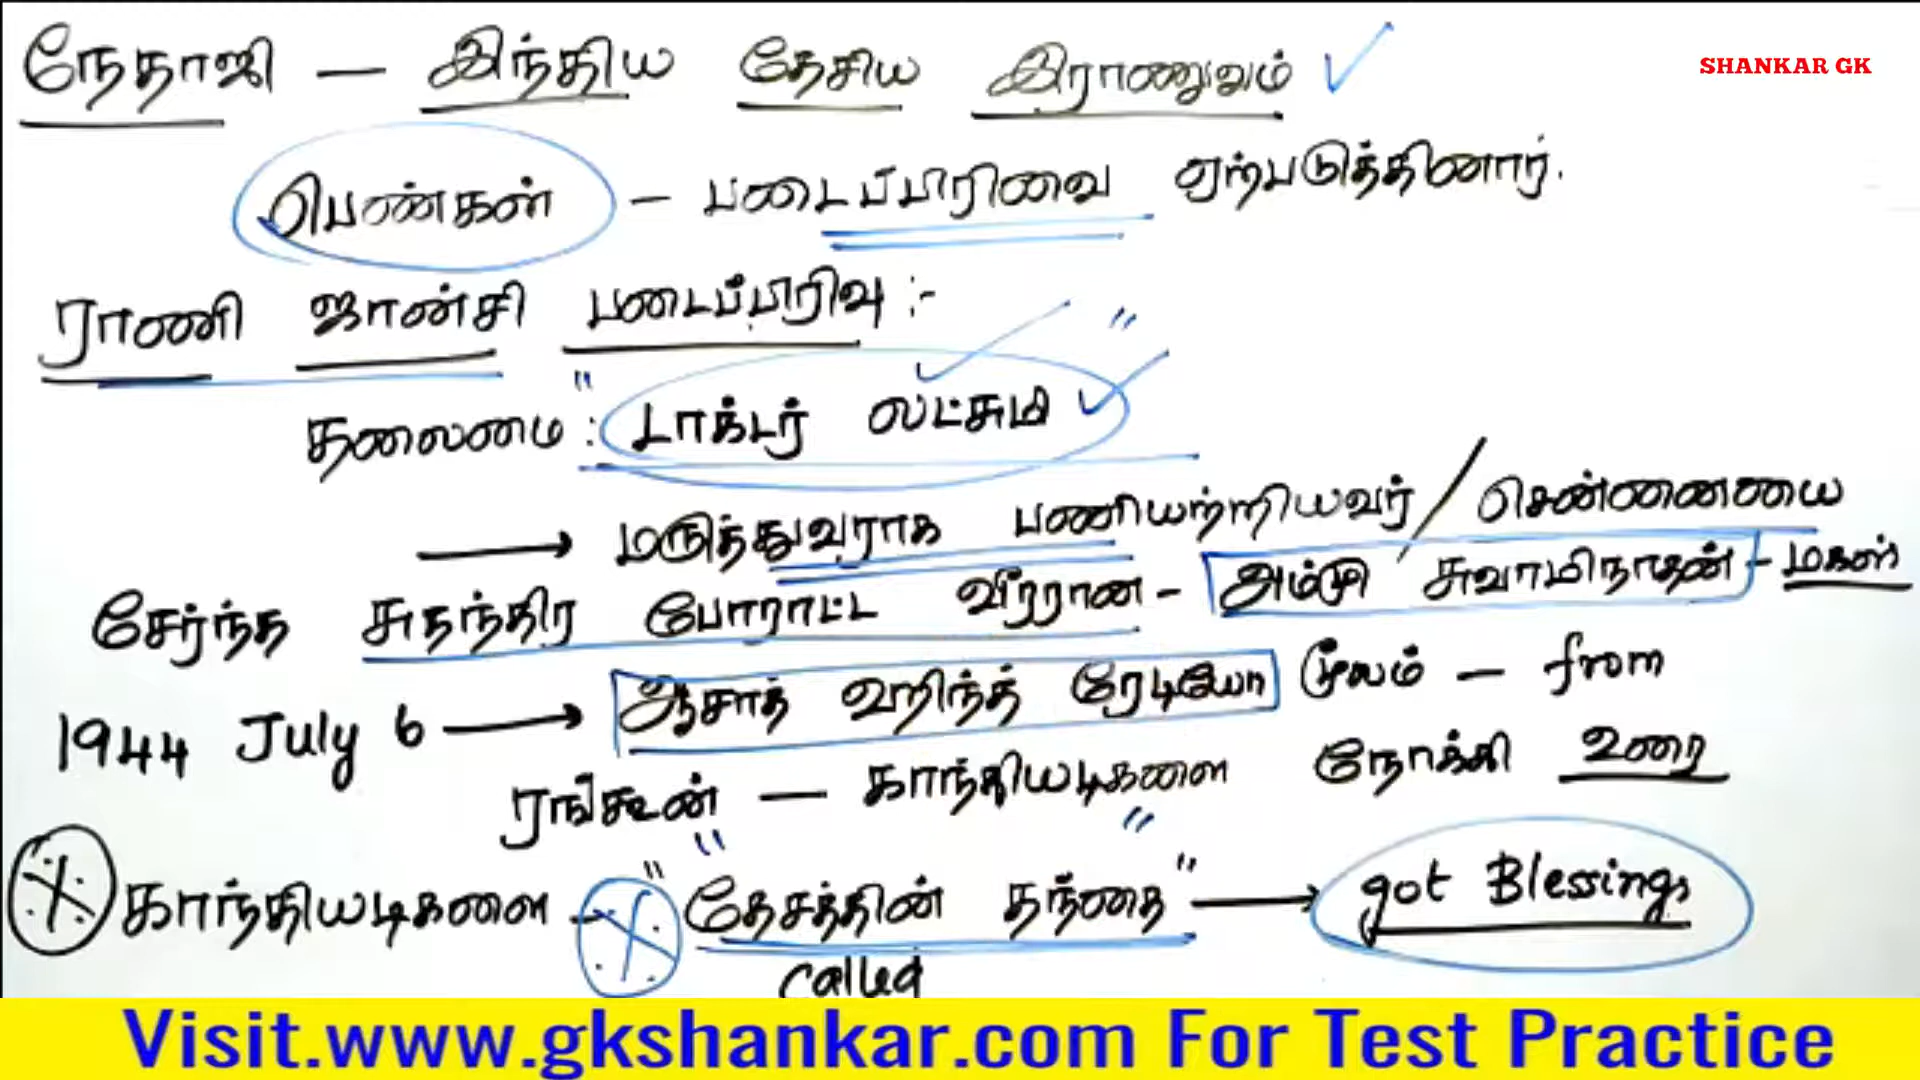 நேதாஜி — இந்திய தேசிய இராணுவம்
SHANKAR GK
பெண்கள் – படைப்பிரிவை ஏற்படுத்தினார்.
ராணி ஜான்சி படைப்பிரிவு :-
தலைமை : "டாக்டர் லட்சுமி"
→ மருத்துவராக பணியற்றியவர் / சென்னையை
சேர்ந்த சுதந்திர போராட்ட வீரரான – அம்மு சுவாமிநாதன் – மகள்
1944 July 6 → ஆசாத் ஹிந்த் ரேடியோ மூலம் – from
ரங்கூன் — காந்தியடிகளை நோக்கி உரை
காந்தியடிகளை – "தேசத்தின் தந்தை" → got Blessings
called
Visit.www.gkshankar.com For Test Practice